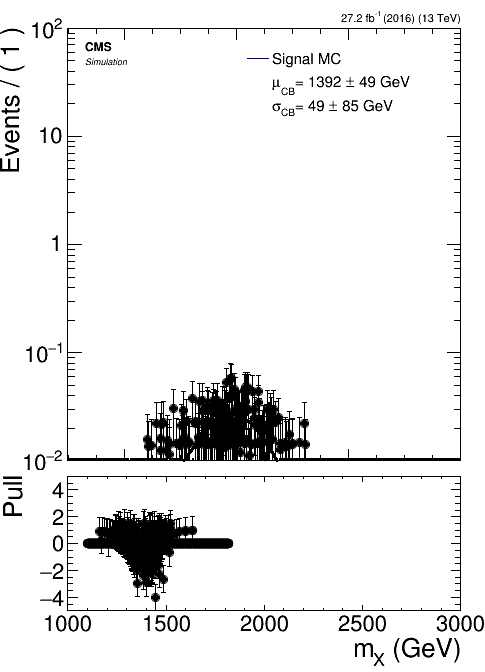 27.2 fb⁻¹ (2016) (13 TeV)
CMS
Simulation
Signal MC
μ_CB= 1392 ± 49 GeV
σ_CB= 49 ± 85 GeV
Events / ( 1 )
10²
10
1
10⁻¹
10⁻²
Pull
4
2
0
−2
−4
1000 1500 2000 2500 3000
m_X (GeV)